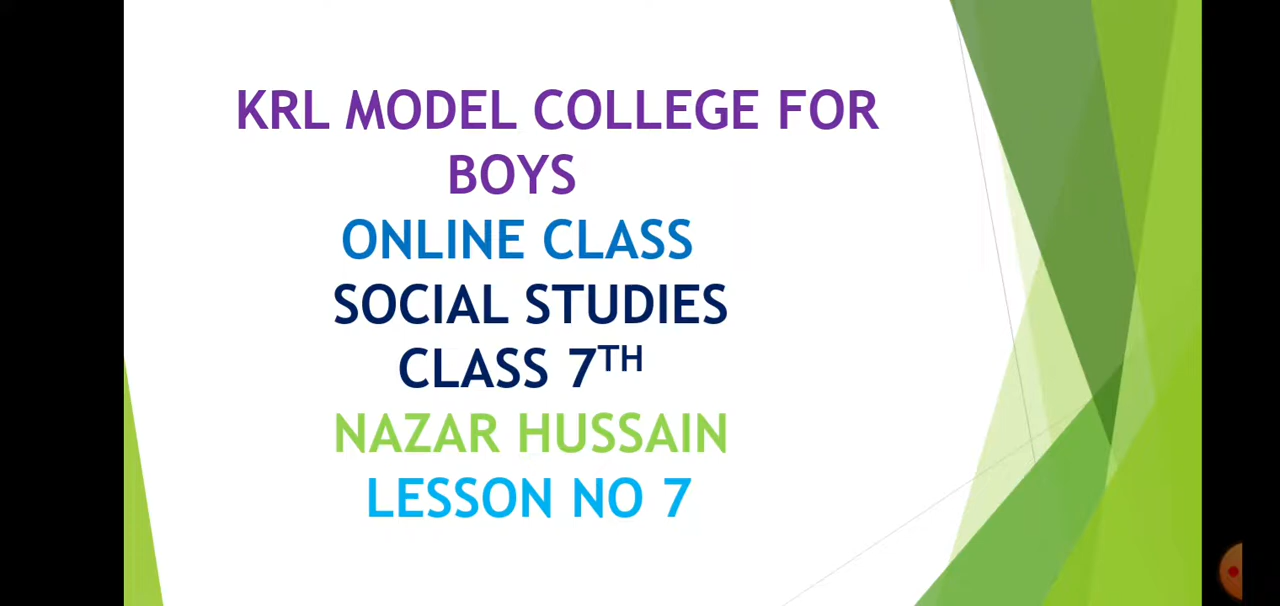 KRL MODEL COLLEGE FOR
BOYS
ONLINE CLASS
SOCIAL STUDIES
CLASS 7TH
NAZAR HUSSAIN
LESSON NO 7